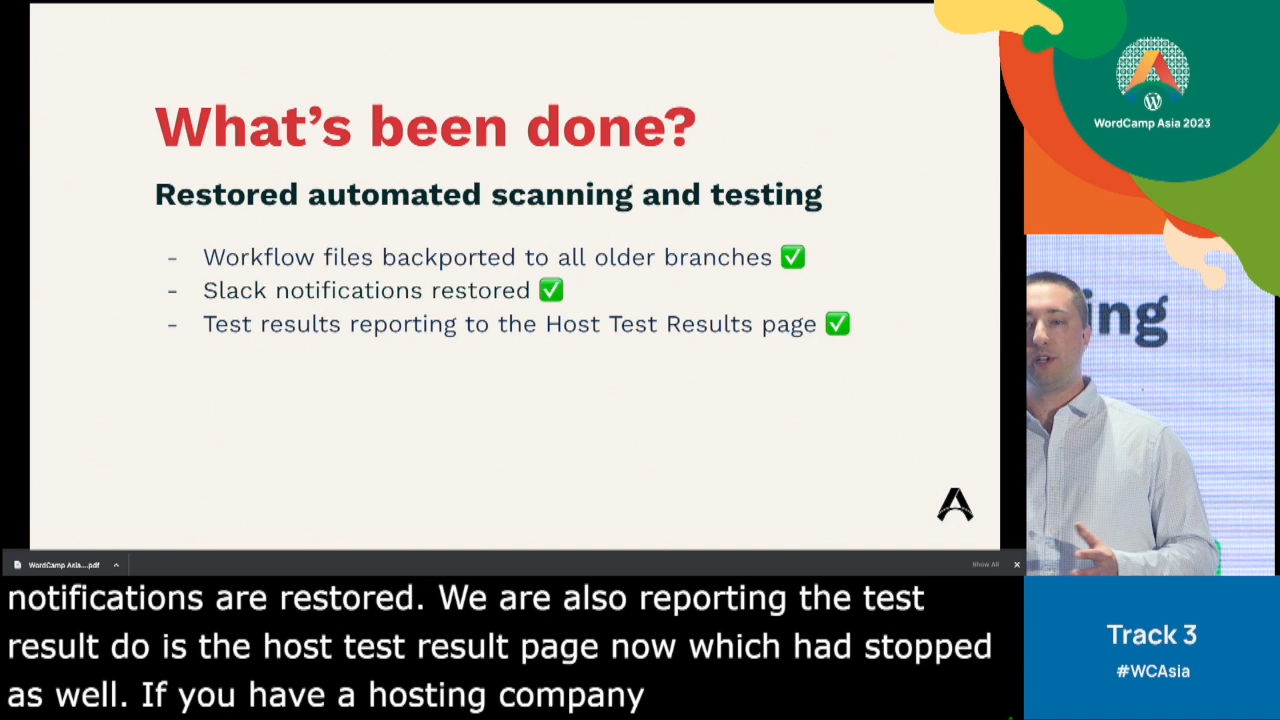 What's been done?
Restored automated scanning and testing
- Workflow files backported to all older branches ✅
- Slack notifications restored ✅
- Test results reporting to the Host Test Results page ✅
WordCamp Asia 2023
ing
WordCamp Asia....pdf
Show All
notifications are restored. We are also reporting the test
result do is the host test result page now which had stopped
as well. If you have a hosting company
Track 3
#WCAsia